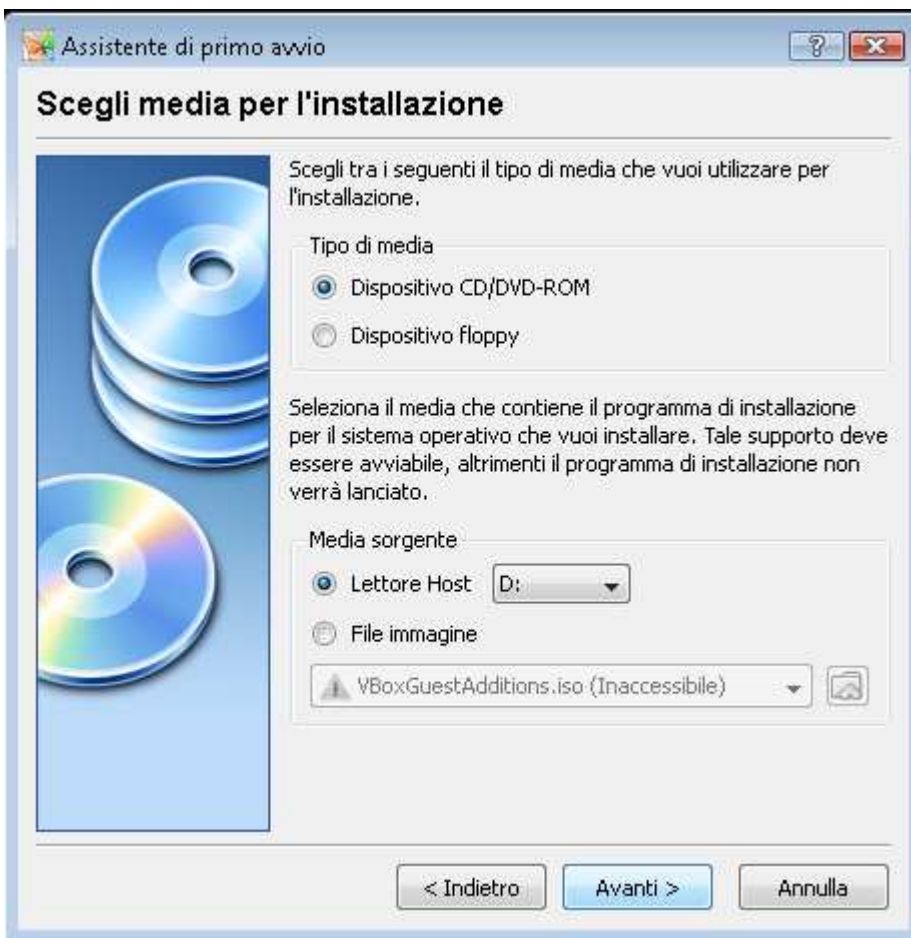 Assistente di primo avvio
Scegli media per l'installazione
Scegli tra i seguenti il tipo di media che vuoi utilizzare per
l'installazione.
Tipo di media
Dispositivo CD/DVD-ROM
Dispositivo floppy
Seleziona il media che contiene il programma di installazione
per il sistema operativo che vuoi installare. Tale supporto deve
essere avviabile, altrimenti il programma di installazione non
verrà lanciato.
Media sorgente
Lettore Host D:
File immagine
VBoxGuestAdditions.iso (Inaccessibile)
< Indietro Avanti > Annulla